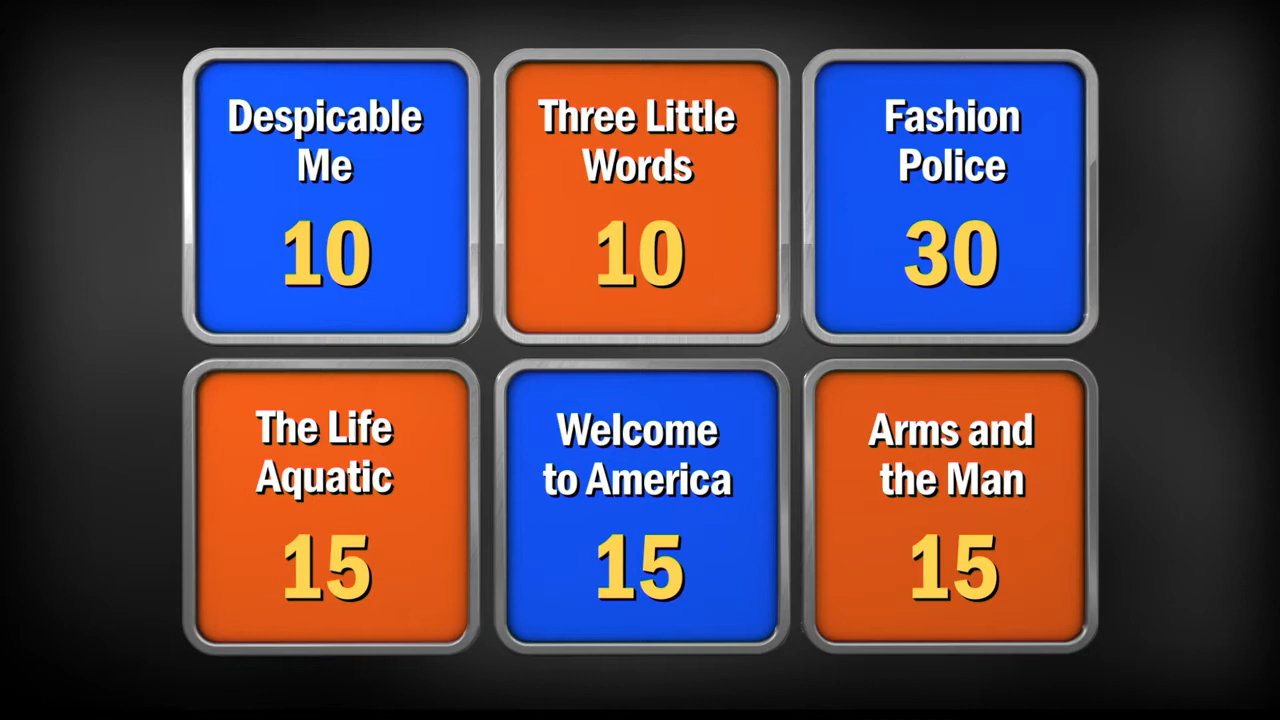 Despicable
Me
10
Three Little
Words
10
Fashion
Police
30
The Life
Aquatic
15
Welcome
to America
15
Arms and
the Man
15